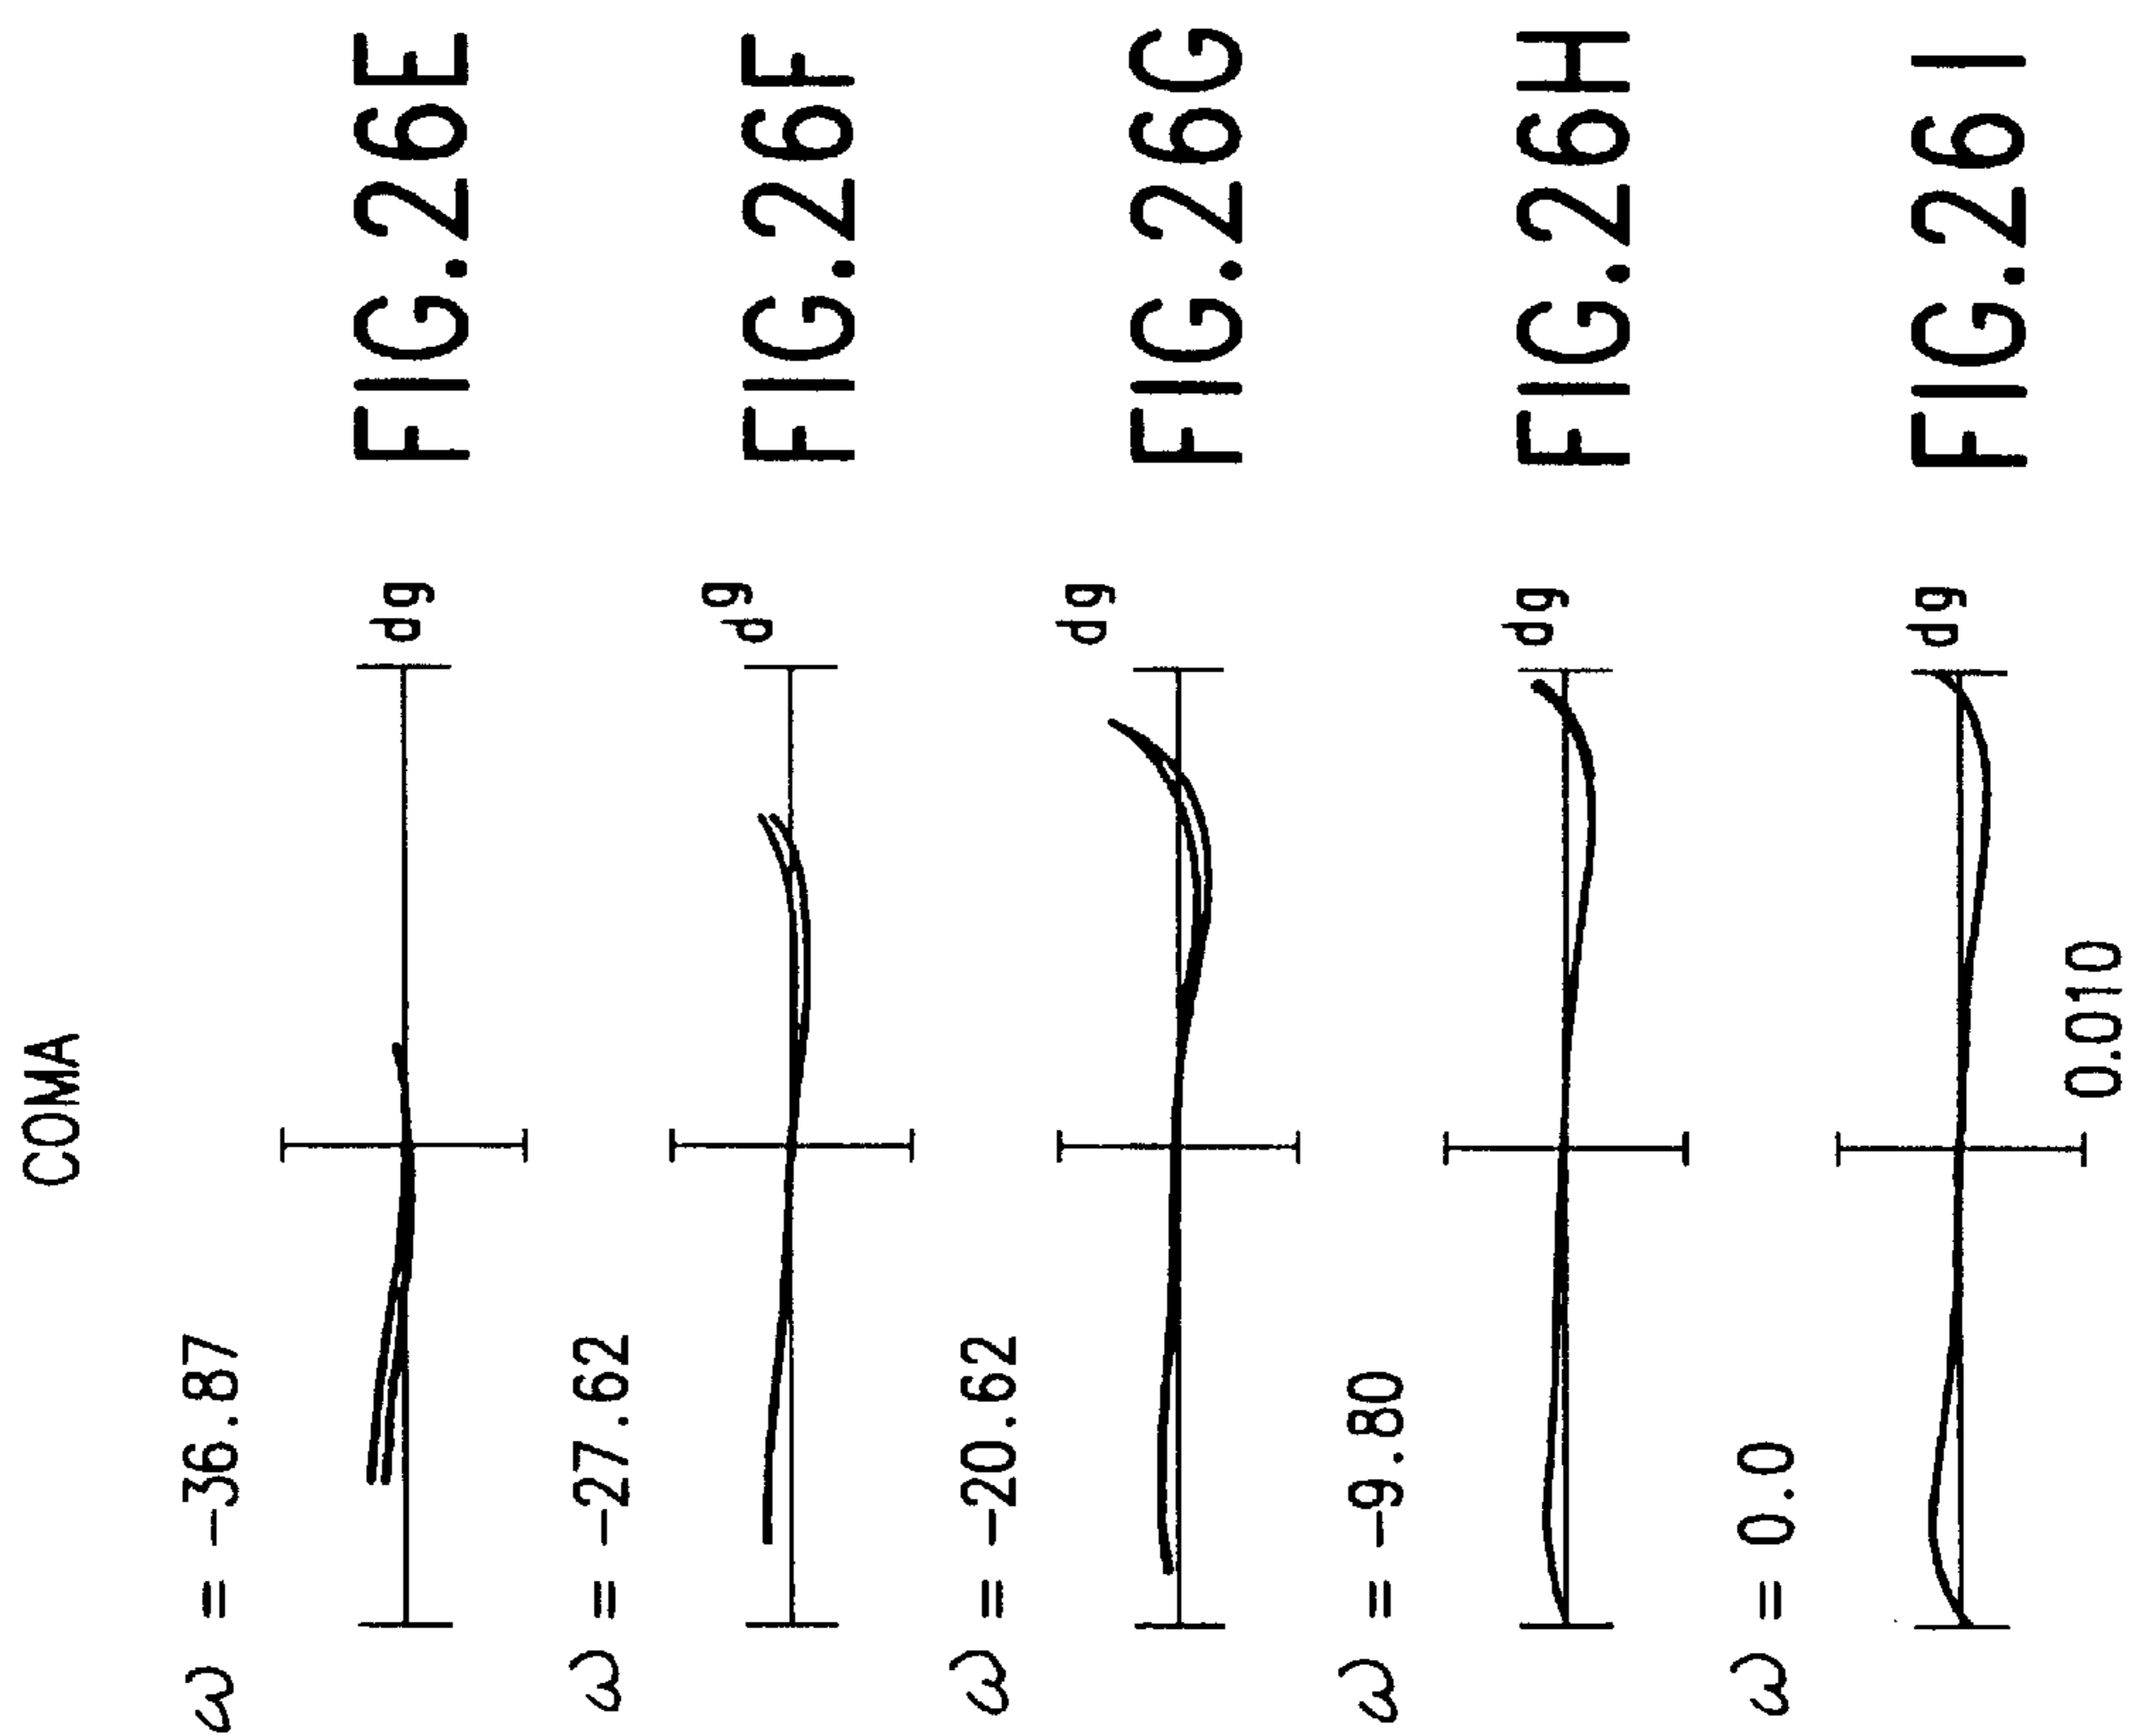 COMA
ω = -36.87
dg
FIG.26E
ω = -27.62
dg
FIG.26F
ω = -20.62
dg
FIG.26G
ω = -9.80
dg
FIG.26H
ω = 0.0
dg
FIG.26I
0.010